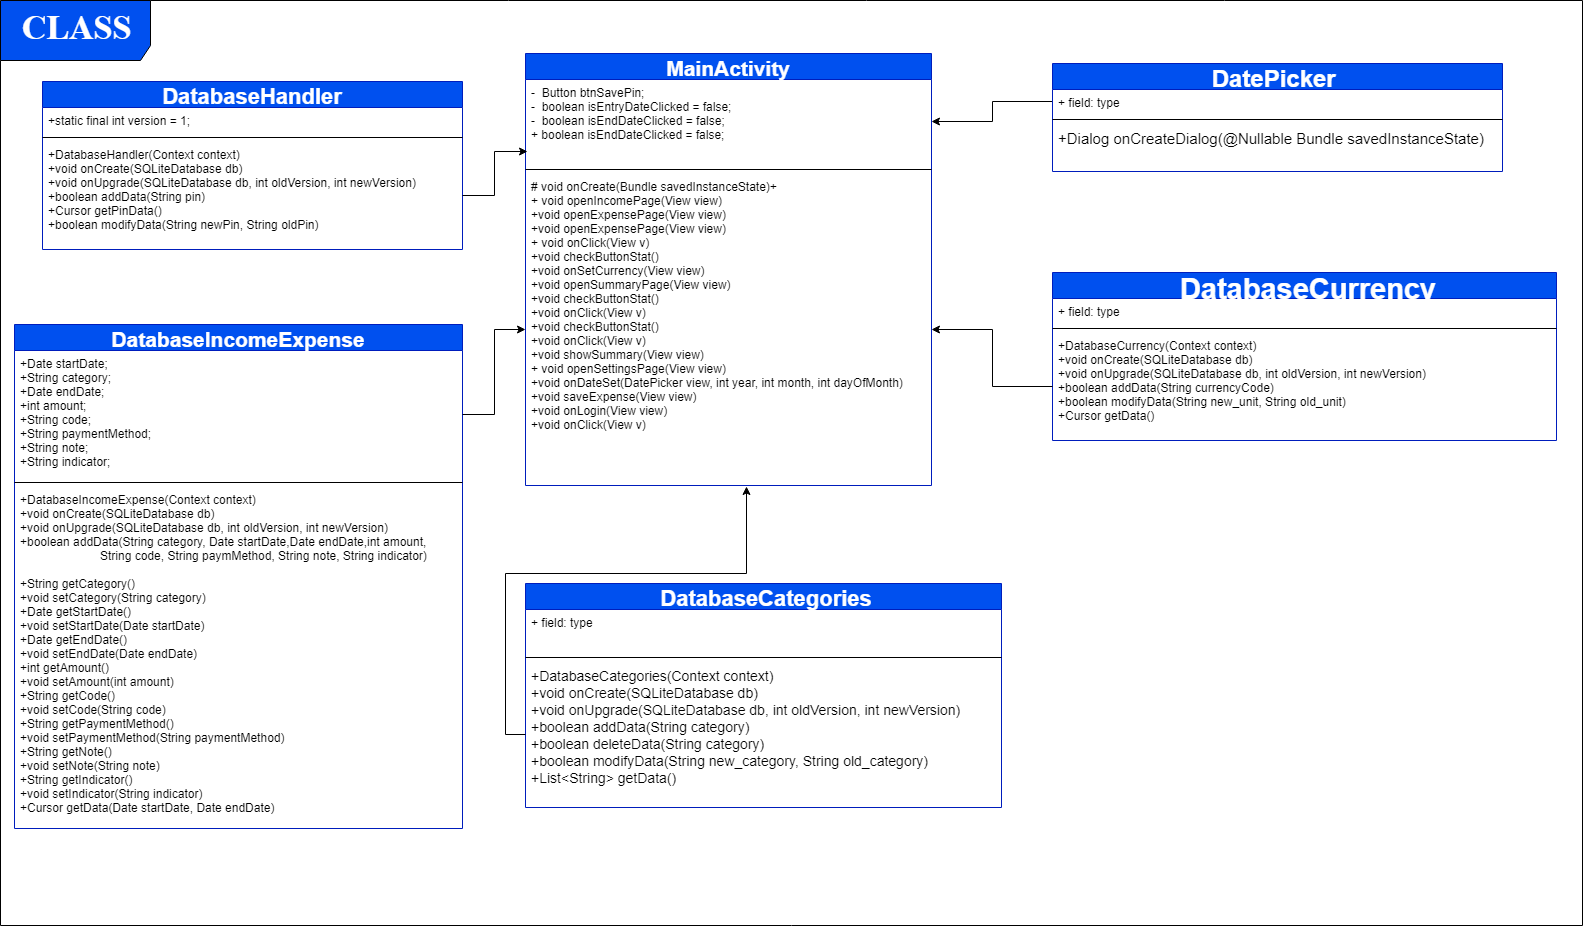 CLASS
DatabaseHandler
+static final int version = 1;
+DatabaseHandler(Context context)
+void onCreate(SQLiteDatabase db)
+void onUpgrade(SQLiteDatabase db, int oldVersion, int newVersion)
+boolean addData(String pin)
+Cursor getPinData()
+boolean modifyData(String newPin, String oldPin)
MainActivity
- Button btnSavePin;
- boolean isEntryDateClicked = false;
- boolean isEndDateClicked = false;
+ boolean isEndDateClicked = false;
# void onCreate(Bundle savedInstanceState)+
+ void openIncomePage(View view)
+void openExpensePage(View view)
+void openExpensePage(View view)
+ void onClick(View v)
+void checkButtonStat()
+void onSetCurrency(View view)
+void openSummaryPage(View view)
+void checkButtonStat()
+void onClick(View v)
+void checkButtonStat()
+void onClick(View v)
+void showSummary(View view)
+ void openSettingsPage(View view)
+void onDateSet(DatePicker view, int year, int month, int dayOfMonth)
+void saveExpense(View view)
+void onLogin(View view)
+void onClick(View v)
DatePicker
+ field: type
+Dialog onCreateDialog(@Nullable Bundle savedInstanceState)
DatabaseCurrency
+ field: type
+DatabaseCurrency(Context context)
+void onCreate(SQLiteDatabase db)
+void onUpgrade(SQLiteDatabase db, int oldVersion, int newVersion)
+boolean addData(String currencyCode)
+boolean modifyData(String new_unit, String old_unit)
+Cursor getData()
DatabaseIncomeExpense
+Date startDate;
+String category;
+Date endDate;
+int amount;
+String code;
+String paymentMethod;
+String note;
+String indicator;
+DatabaseIncomeExpense(Context context)
+void onCreate(SQLiteDatabase db)
+void onUpgrade(SQLiteDatabase db, int oldVersion, int newVersion)
+boolean addData(String category, Date startDate,Date endDate,int amount,
String code, String paymMethod, String note, String indicator)
+String getCategory()
+void setCategory(String category)
+Date getStartDate()
+void setStartDate(Date startDate)
+Date getEndDate()
+void setEndDate(Date endDate)
+int getAmount()
+void setAmount(int amount)
+String getCode()
+void setCode(String code)
+String getPaymentMethod()
+void setPaymentMethod(String paymentMethod)
+String getNote()
+void setNote(String note)
+String getIndicator()
+void setIndicator(String indicator)
+Cursor getData(Date startDate, Date endDate)
DatabaseCategories
+ field: type
+DatabaseCategories(Context context)
+void onCreate(SQLiteDatabase db)
+void onUpgrade(SQLiteDatabase db, int oldVersion, int newVersion)
+boolean addData(String category)
+boolean deleteData(String category)
+boolean modifyData(String new_category, String old_category)
+List<String> getData()